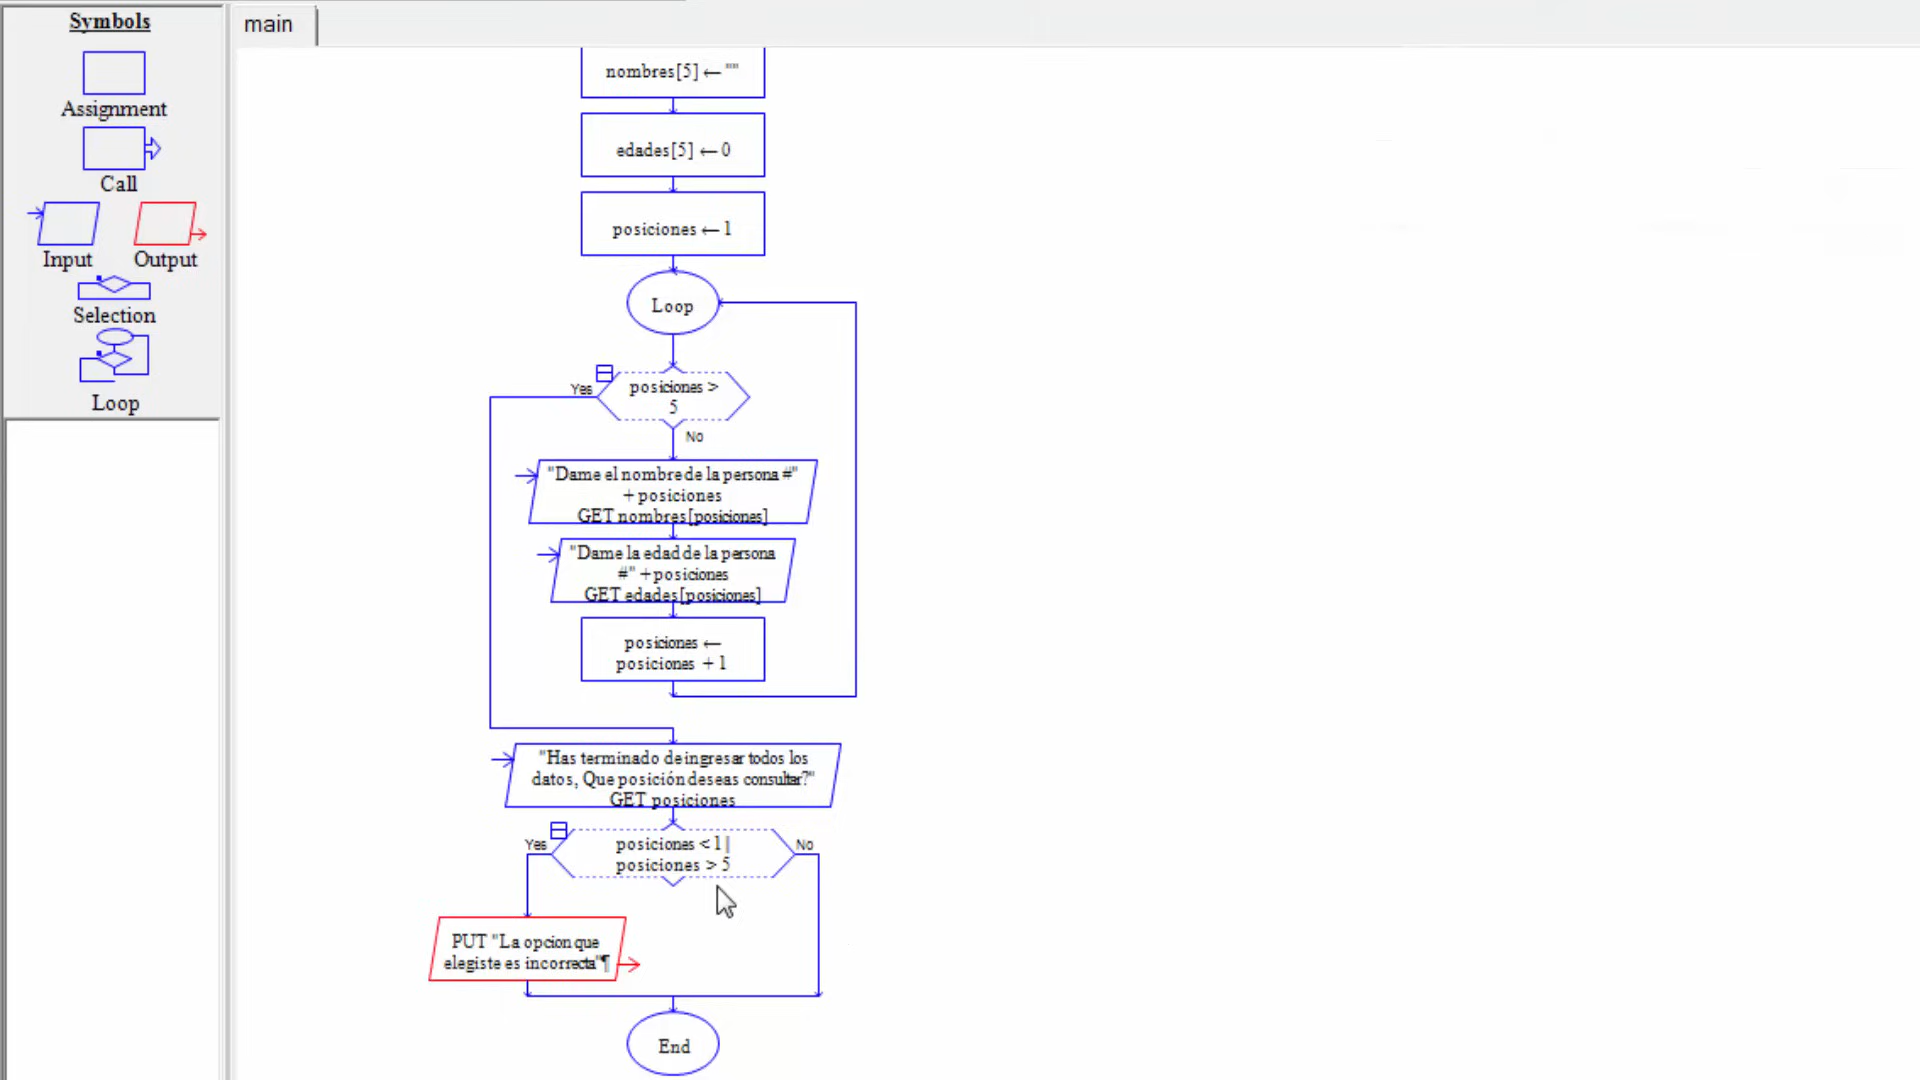 Symbols
Assignment
Call
Input
Output
Selection
Loop
main
nombres[5] ← ""
edades[5] ← 0
posiciones ← 1
Loop
Yes
posiciones >
5
No
"Dame el nombre de la persona #"
+ posiciones
GET nombres[posiciones]
"Dame la edad de la persona
#" + posiciones
GET edades[posiciones]
posiciones ←
posiciones + 1
"Has terminado de ingresar todos los
datos, Que posición deseas consultar?"
GET posiciones
Yes
posiciones < 1 |
posiciones > 5
No
PUT "La opcion que
elegiste es incorrecta"¶
End